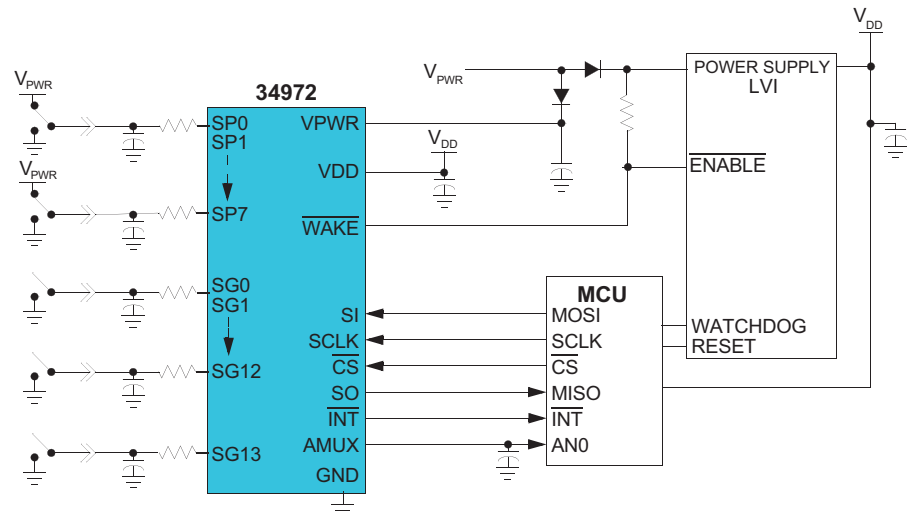 V_DD
V_PWR
34972
V_PWR
POWER SUPPLY
LVI
SP0
SP1
VPWR
V_DD
VDD
ENABLE
V_PWR
SP7
WAKE
SG0
SG1
MCU
SI
MOSI
WATCHDOG
SCLK
SCLK
RESET
CS
CS
SG12
SO
MISO
INT
INT
AMUX
AN0
SG13
GND